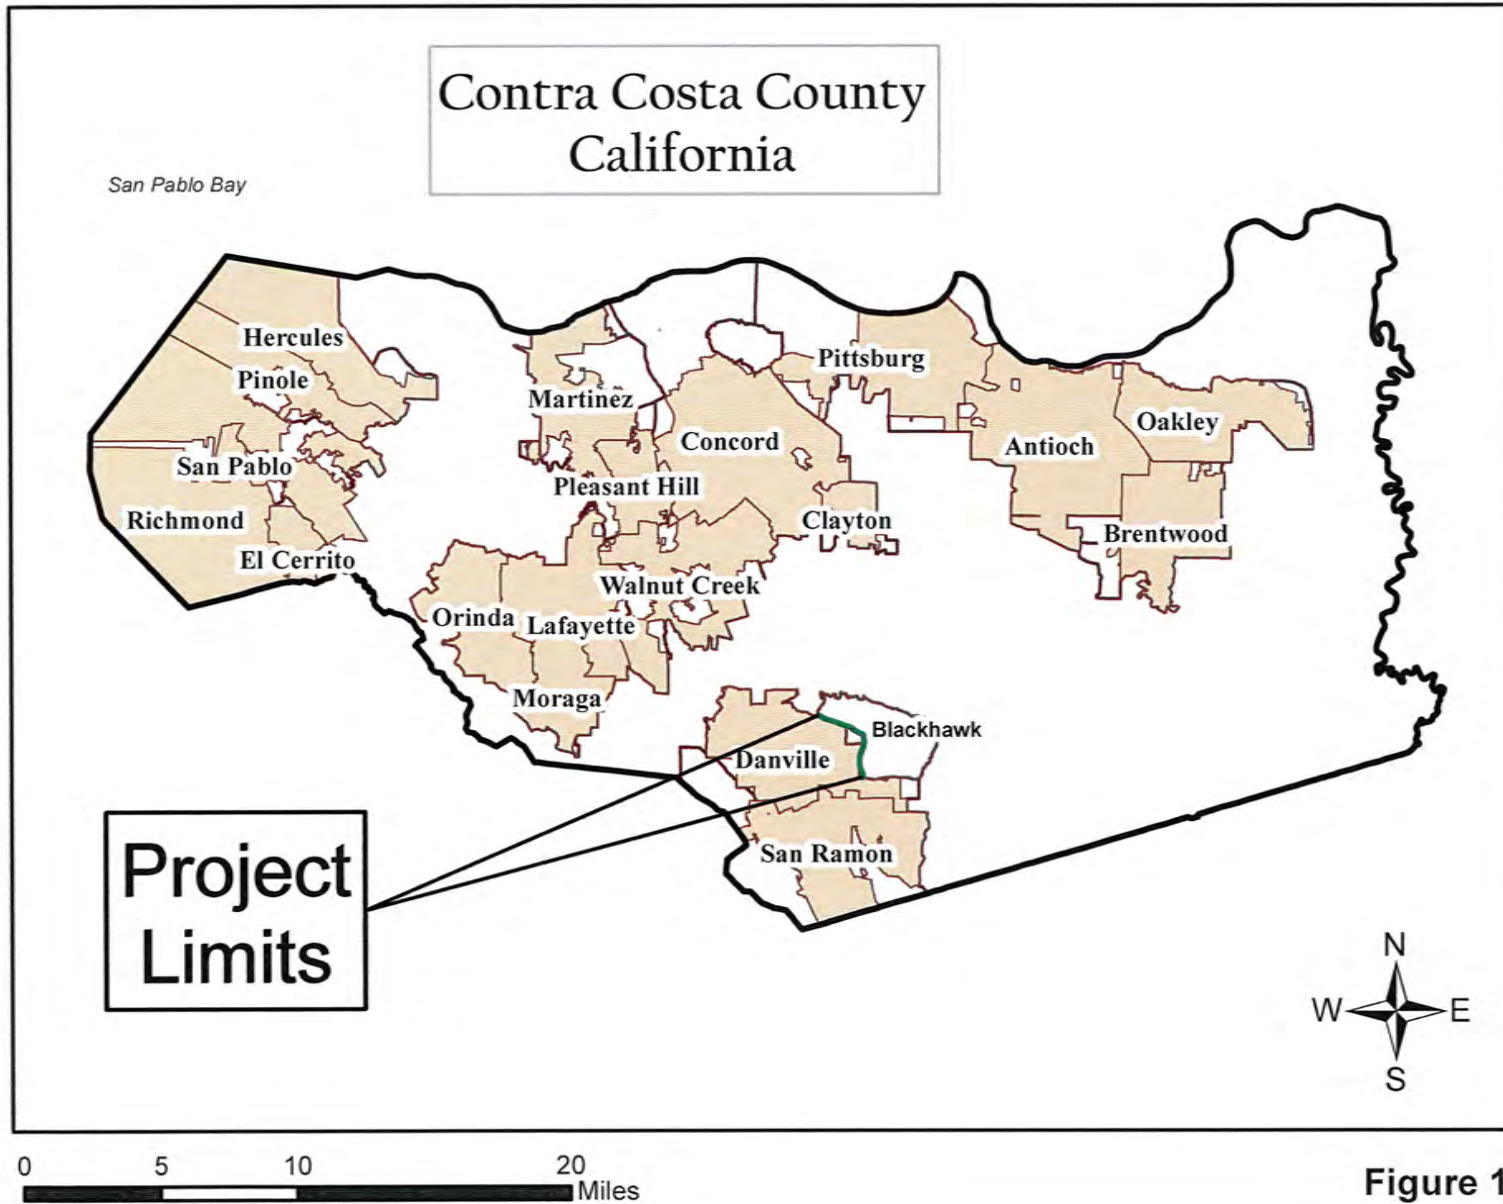 Contra Costa County
California
San Pablo Bay
Hercules
Pinole
San Pablo
Richmond
El Cerrito
Martinez
Pleasant Hill
Concord
Clayton
Pittsburg
Antioch
Oakley
Brentwood
Walnut Creek
Orinda
Lafayette
Moraga
Blackhawk
Danville
San Ramon
Project
Limits
N
W E
S
0 5 10 20
Miles
Figure 1